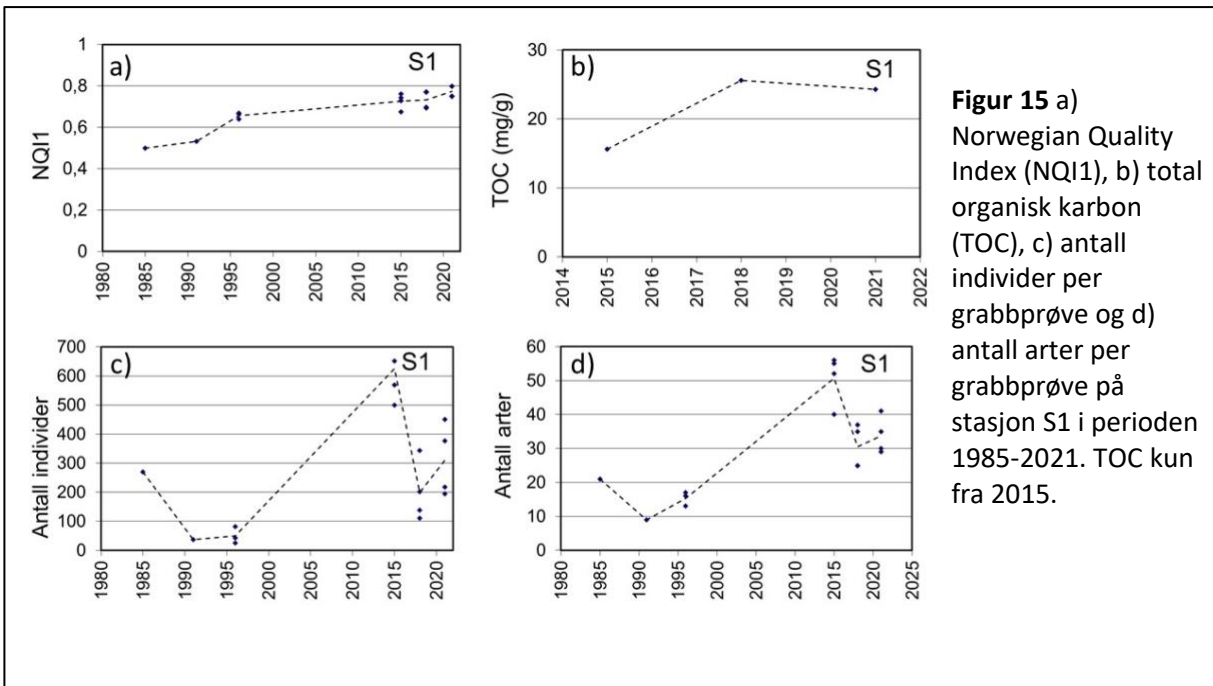 a)
S1
NQI1
1
0,8
0,6
0,4
0,2
0
1980
1985
1990
1995
2000
2005
2010
2015
2020
b)
S1
TOC (mg/g)
30
20
10
0
2014
2015
2016
2017
2018
2019
2020
2021
2022
c)
S1
Antall individer
700
600
500
400
300
200
100
0
1980
1985
1990
1995
2000
2005
2010
2015
2020
d)
S1
Antall arter
60
50
40
30
20
10
0
1980
1985
1990
1995
2000
2005
2010
2015
2020
2025
Figur 15 a)
Norwegian Quality
Index (NQI1), b) total
organisk karbon
(TOC), c) antall
individer per
grabbprøve og d)
antall arter per
grabbprøve på
stasjon S1 i perioden
1985-2021. TOC kun
fra 2015.